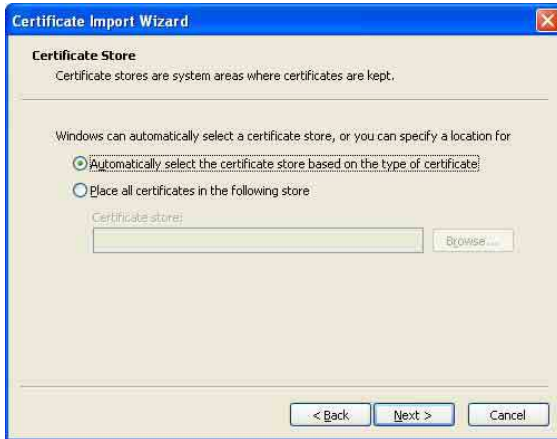 Certificate Import Wizard
Certificate Store
Certificate stores are system areas where certificates are kept.
Windows can automatically select a certificate store, or you can specify a location for
Automatically select the certificate store based on the type of certificate
Place all certificates in the following store
Certificate store:
Browse...
< Back
Next >
Cancel